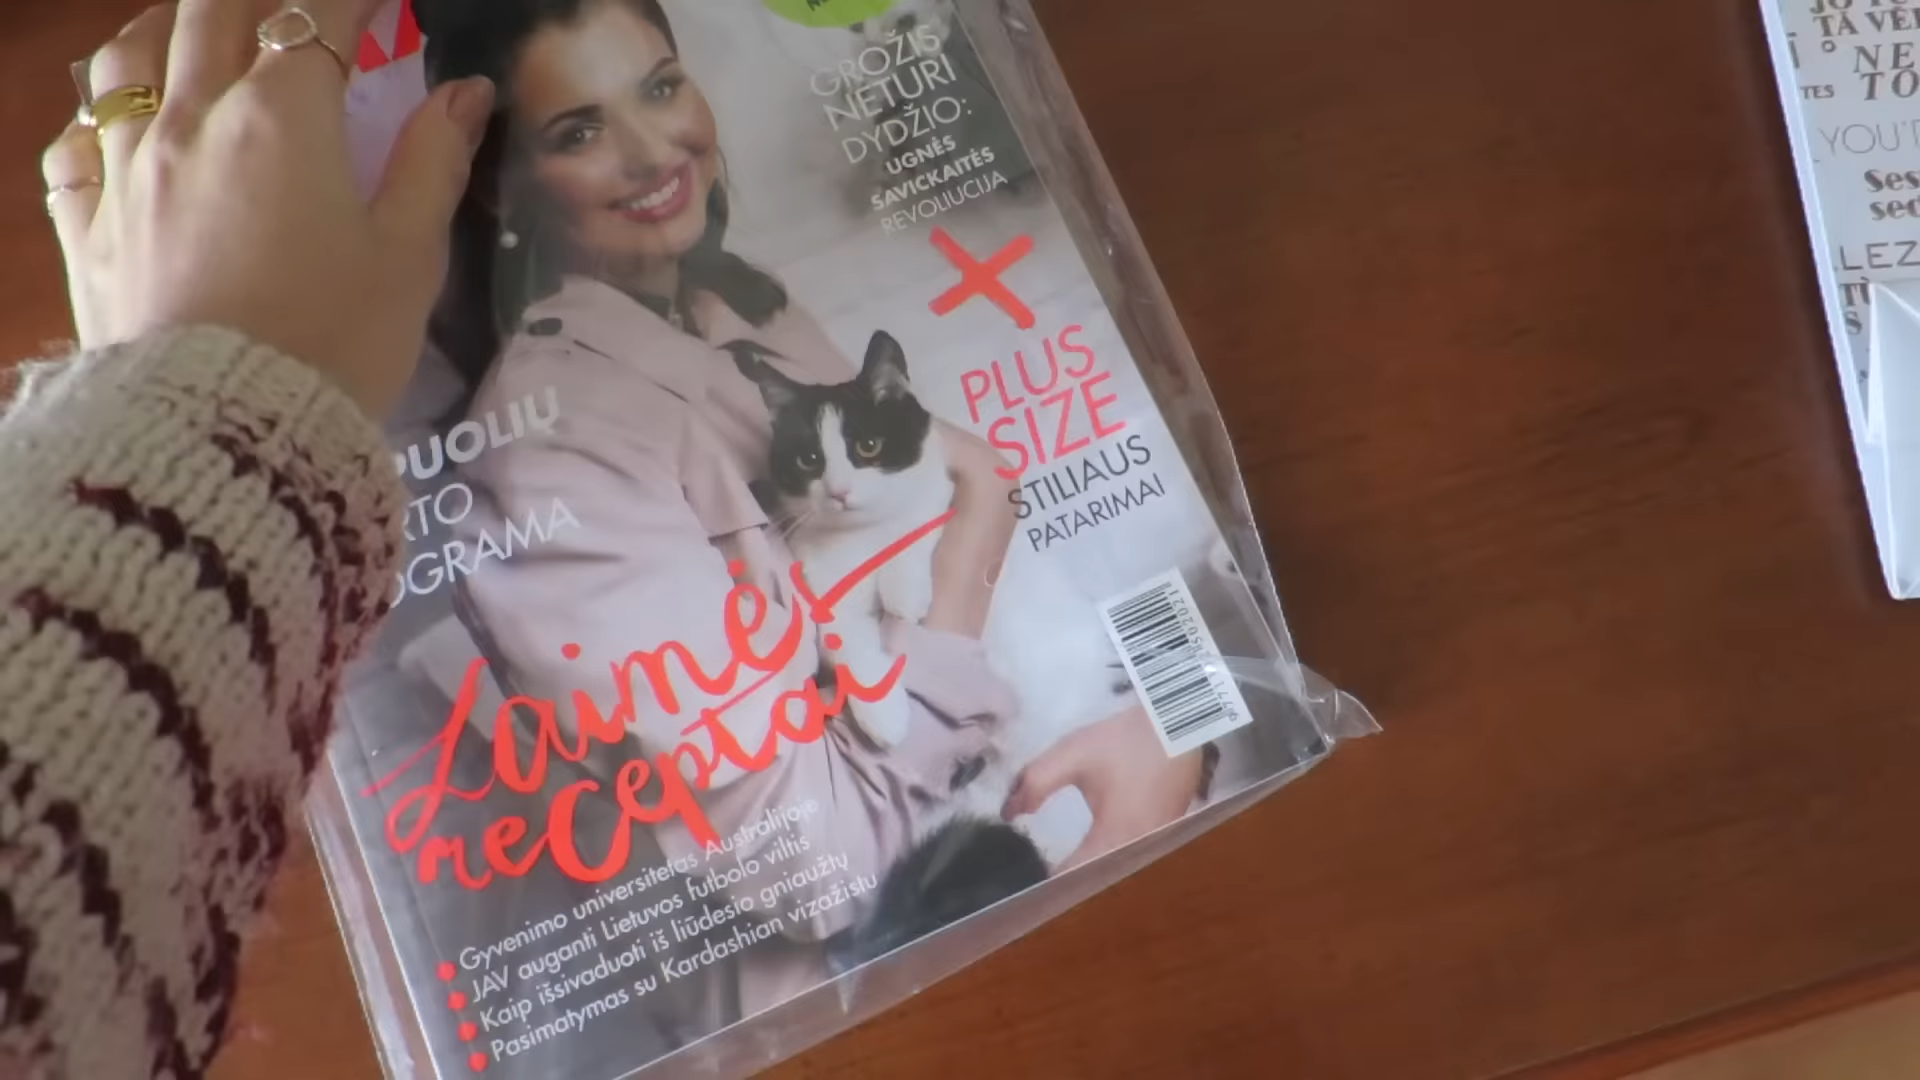 GROŽIS
NETURI
DYDŽIO:
UGNĖS
SAVICKAITĖS
REVOLIUCIJA
PLUS
SIZE
STILIAUS
PATARIMAI
PUOLIŲ
RTO
OGRAMA
Laimės
receptai
Gyvenimo universitetas Australijoje
JAV auganti Lietuvos futbolo viltis
Kaip išsivaduoti iš liūdesio gniaužtų
Pasimatymas su Kardashian vizažistu
TES
YOU'